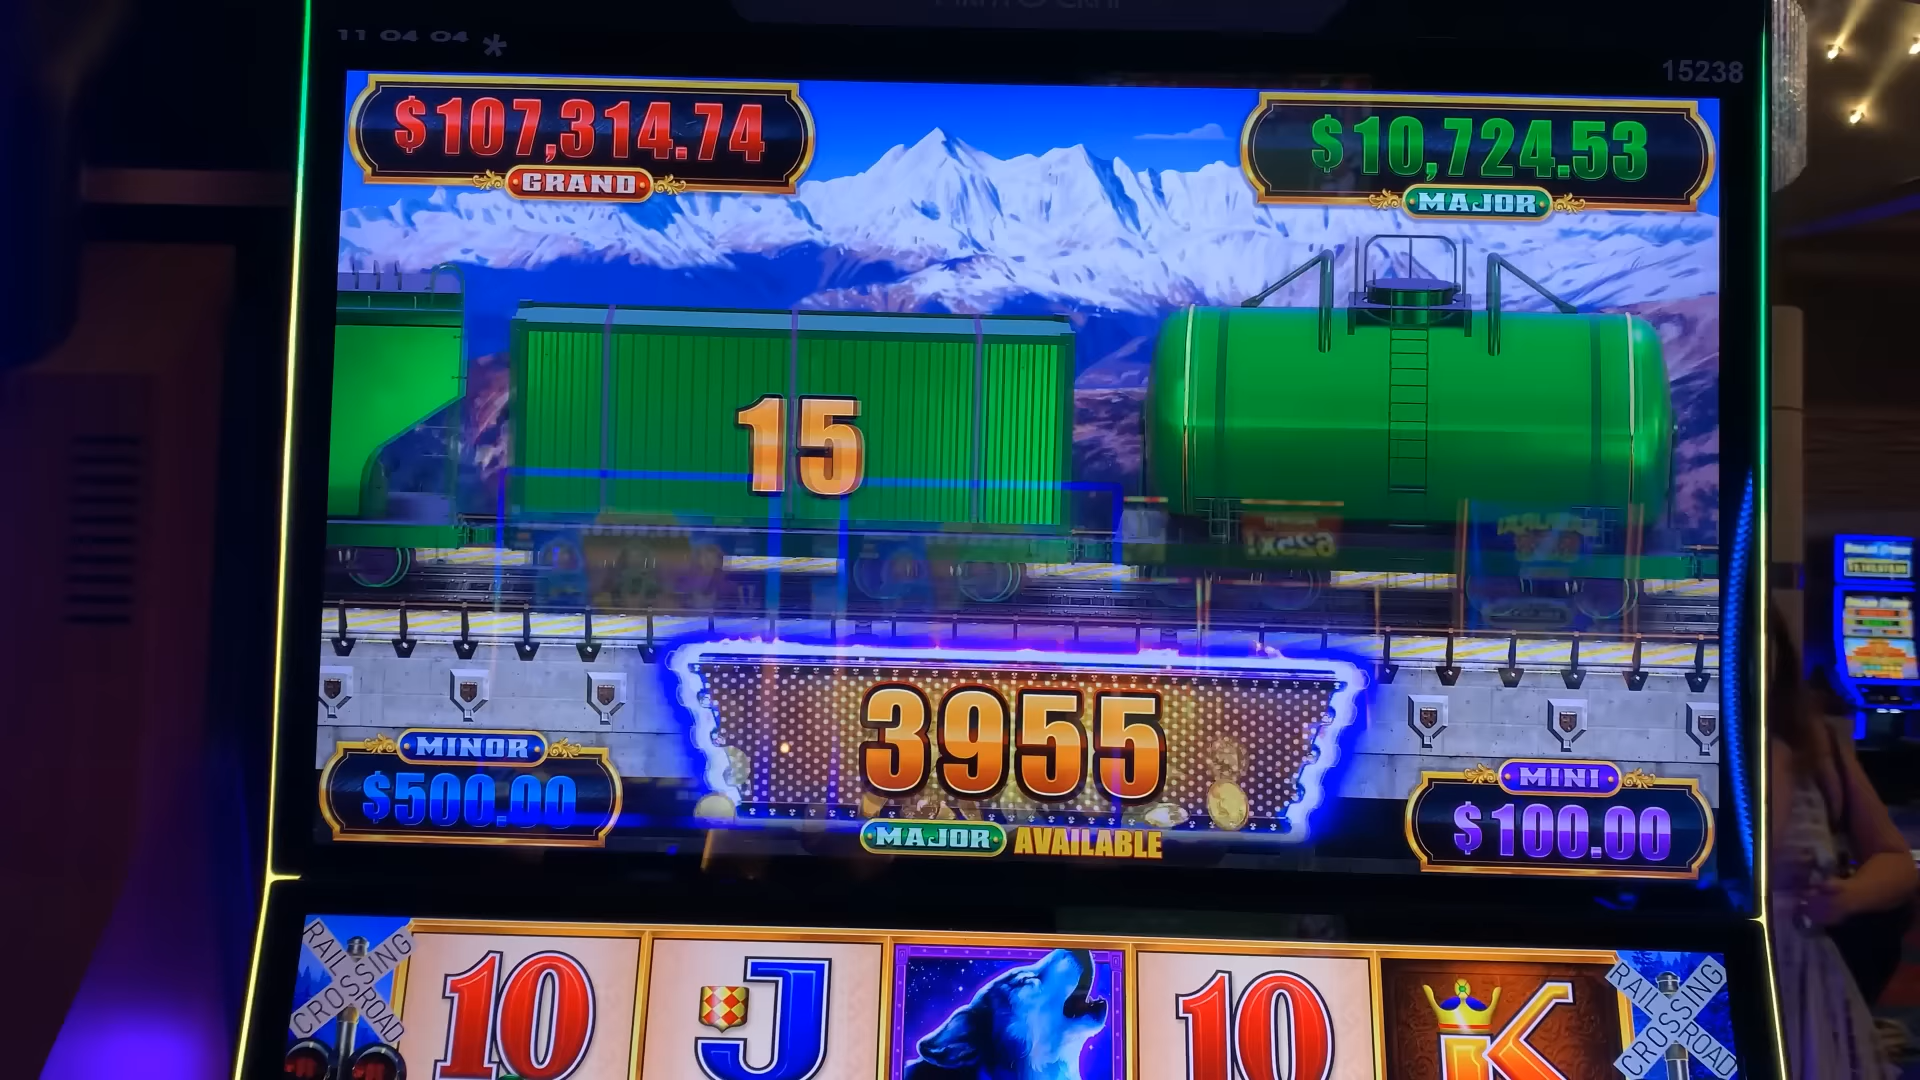 11 04 04 *
15238
$107,314.74
GRAND
$10,724.53
MAJOR
15
625X!
3955
MAJOR AVAILABLE
MINOR
$500.00
MINI
$100.00
RAILROAD
CROSSING
10
J
10
K
RAILROAD
CROSSING